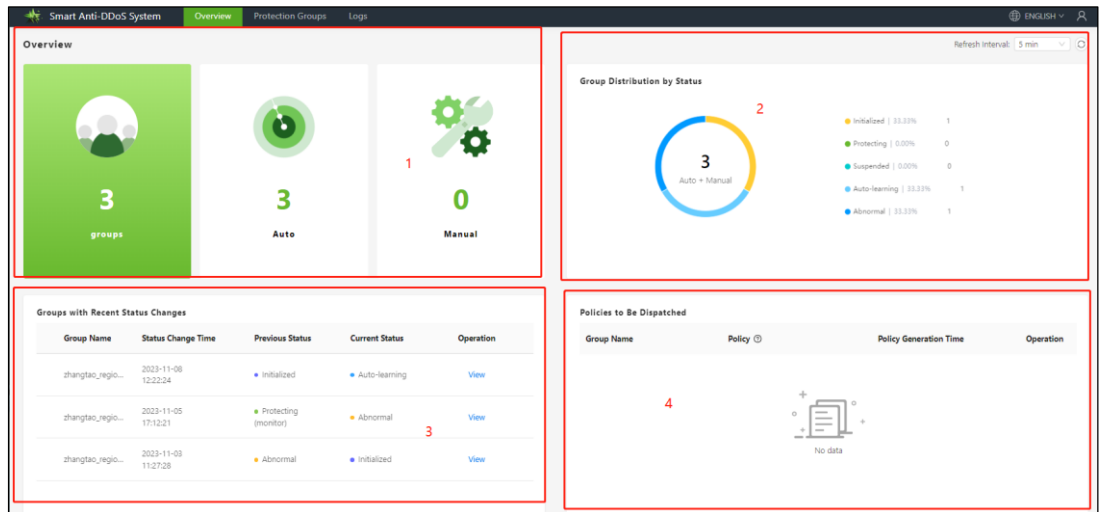 Smart Anti-DDoS System Overview Protection Groups Logs ENGLISH
Overview
3
groups
3
Auto
0
Manual
1
Refresh Interval: 5 min
Group Distribution by Status
2
3
Auto + Manual
Initialized | 33.33% 1
Protecting | 0.00% 0
Suspended | 0.00% 0
Auto-learning | 33.33% 1
Abnormal | 33.33% 1
Groups with Recent Status Changes
Group Name Status Change Time Previous Status Current Status Operation
zhangtao_regio... 2023-11-08 12:22:24 Initialized Auto-learning View
zhangtao_regio... 2023-11-05 17:12:21 Protecting (monitor) Abnormal View
zhangtao_regio... 2023-11-03 11:27:28 Abnormal Initialized View
3
Policies to Be Dispatched
Group Name Policy Policy Generation Time Operation
4
No data